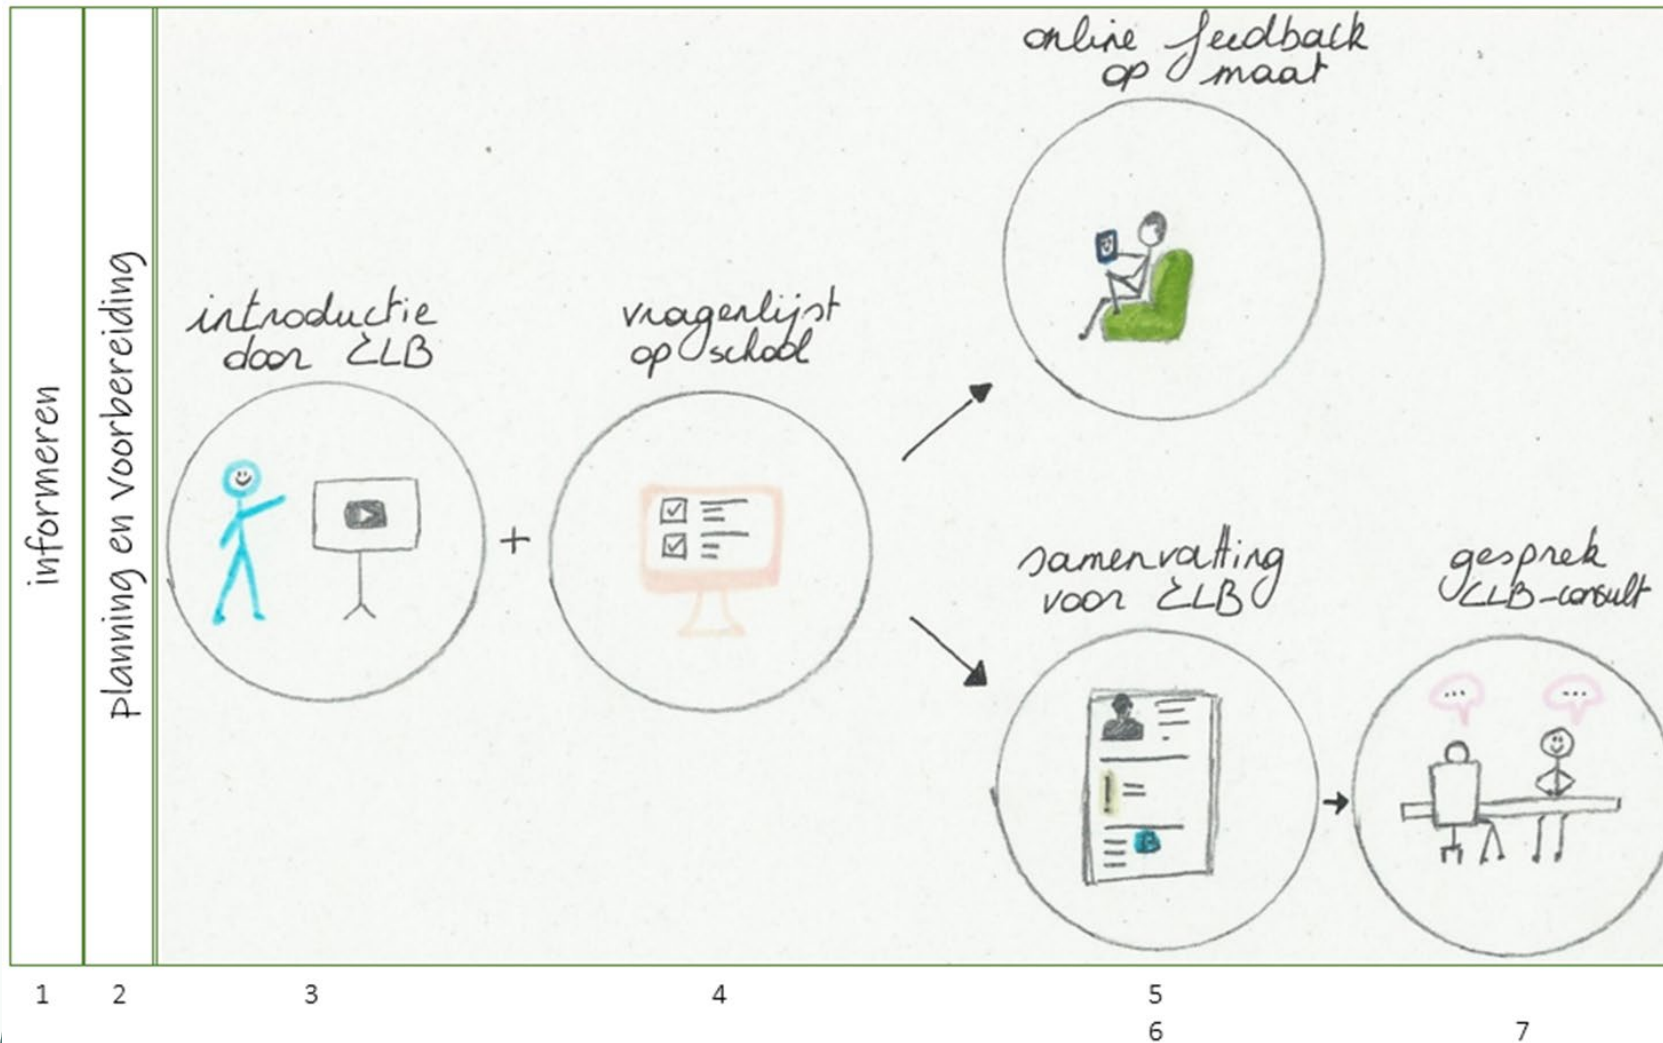 informeren
planning en voorbereiding
introductie
door CLB
+
vragenlijst
op school
online feedback
op maat
samenvatting
voor CLB
gesprek
CLB-consult
... ...
1 2 3 4 5
6 7